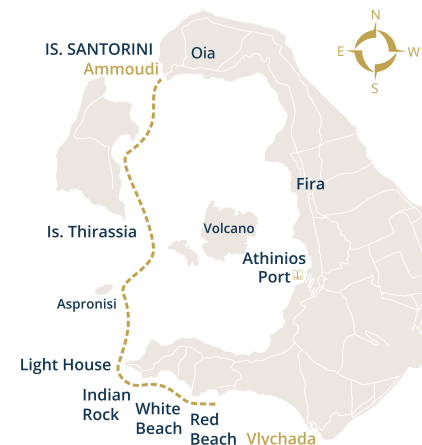 N
E
W
S
IS. SANTORINI
Ammoudi
Oia
Fira
Is. Thirassia
Volcano
Athinios
Port
Aspronisi
Light House
Indian
Rock
White
Beach
Red
Beach
Vlychada